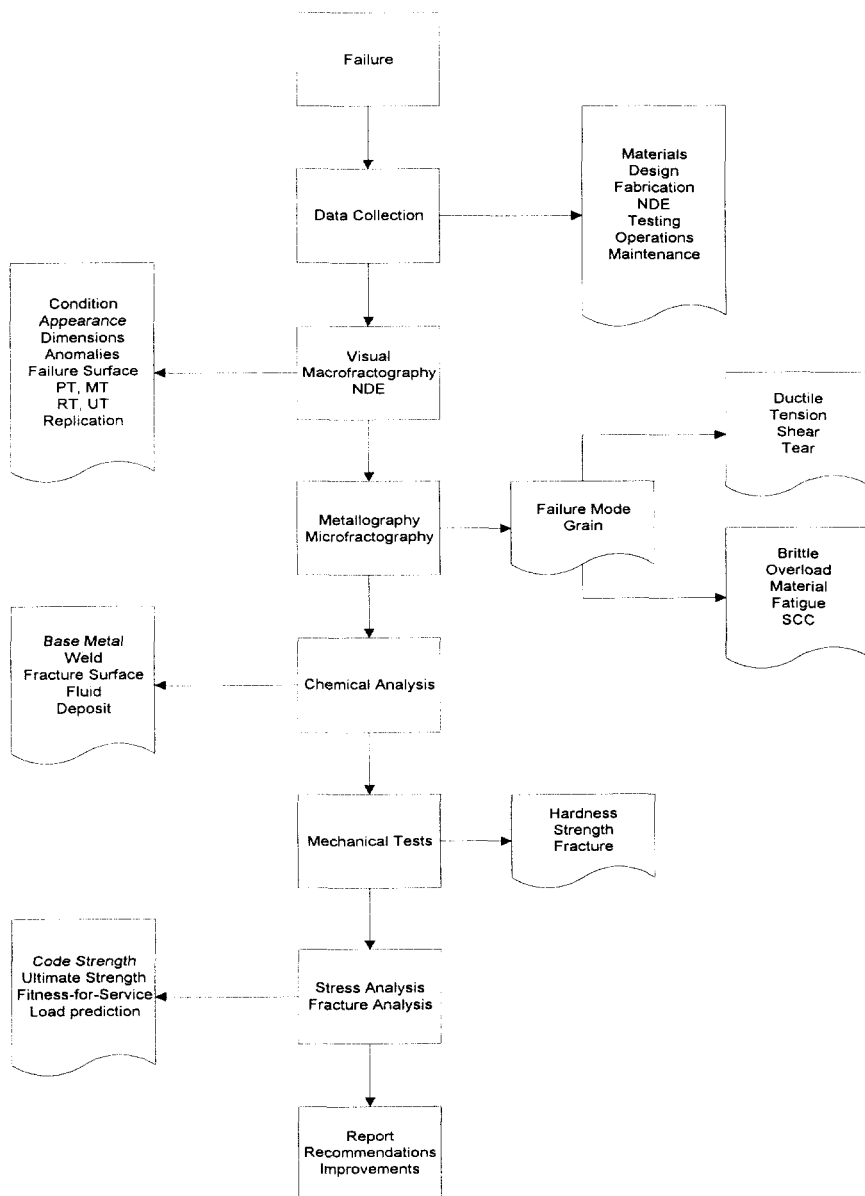 Failure
Data Collection
Materials
Design
Fabrication
NDE
Testing
Operations
Maintenance
Condition
Appearance
Dimensions
Anomalies
Failure Surface
PT, MT
RT, UT
Replication
Visual
Macrofractography
NDE
Metallography
Microfractography
Failure Mode
Grain
Ductile
Tension
Shear
Tear
Brittle
Overload
Material
Fatigue
SCC
Base Metal
Weld
Fracture Surface
Fluid
Deposit
Chemical Analysis
Mechanical Tests
Hardness
Strength
Fracture
Code Strength
Ultimate Strength
Fitness-for-Service
Load prediction
Stress Analysis
Fracture Analysis
Report
Recommendations
Improvements